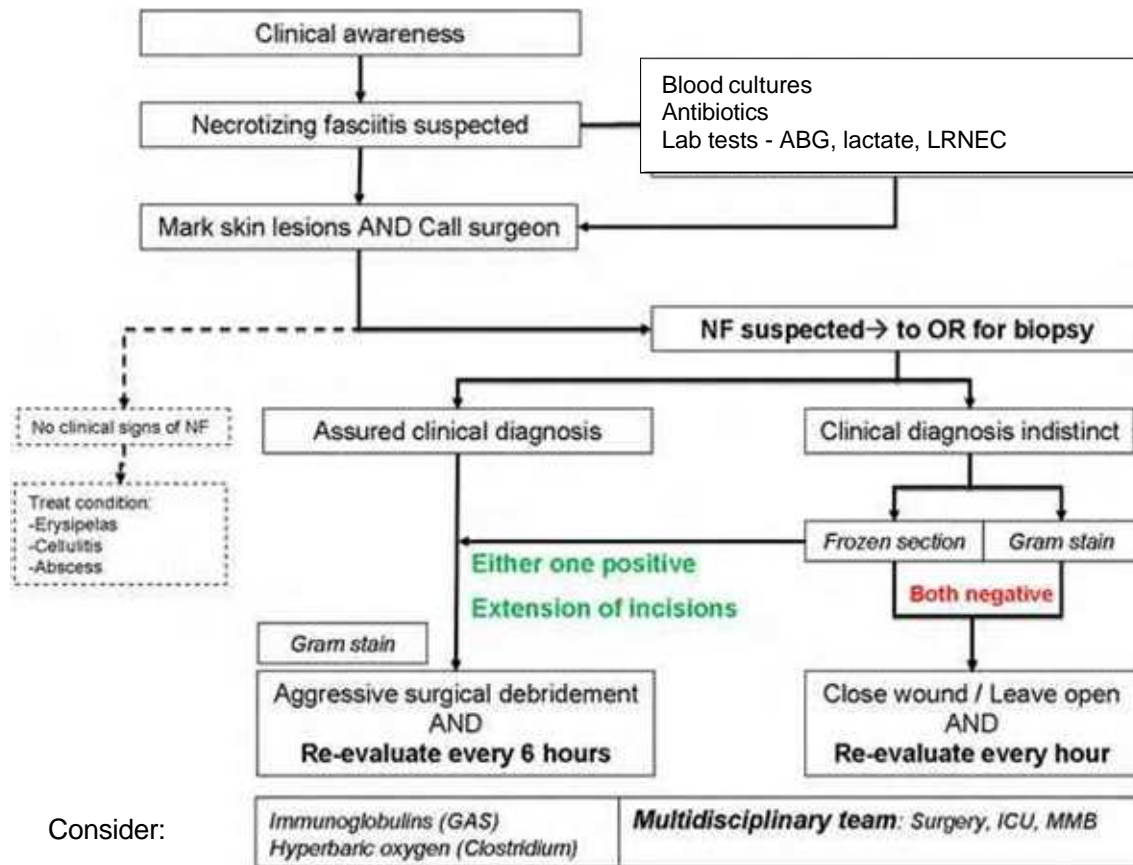 Clinical awareness
Blood cultures
Antibiotics
Lab tests - ABG, lactate, LRNEC
Necrotizing fasciitis suspected
Mark skin lesions AND Call surgeon
NF suspected→ to OR for biopsy
No clinical signs of NF
Assured clinical diagnosis
Clinical diagnosis indistinct
Treat condition:
-Erysipelas
-Cellulitis
-Abscess
Frozen section
Gram stain
Either one positive
Extension of incisions
Both negative
Gram stain
Aggressive surgical debridement
AND
Re-evaluate every 6 hours
Close wound / Leave open
AND
Re-evaluate every hour
Consider:
Immunoglobulins (GAS)
Hyperbaric oxygen (Clostridium)
Multidisciplinary team: Surgery, ICU, MMB